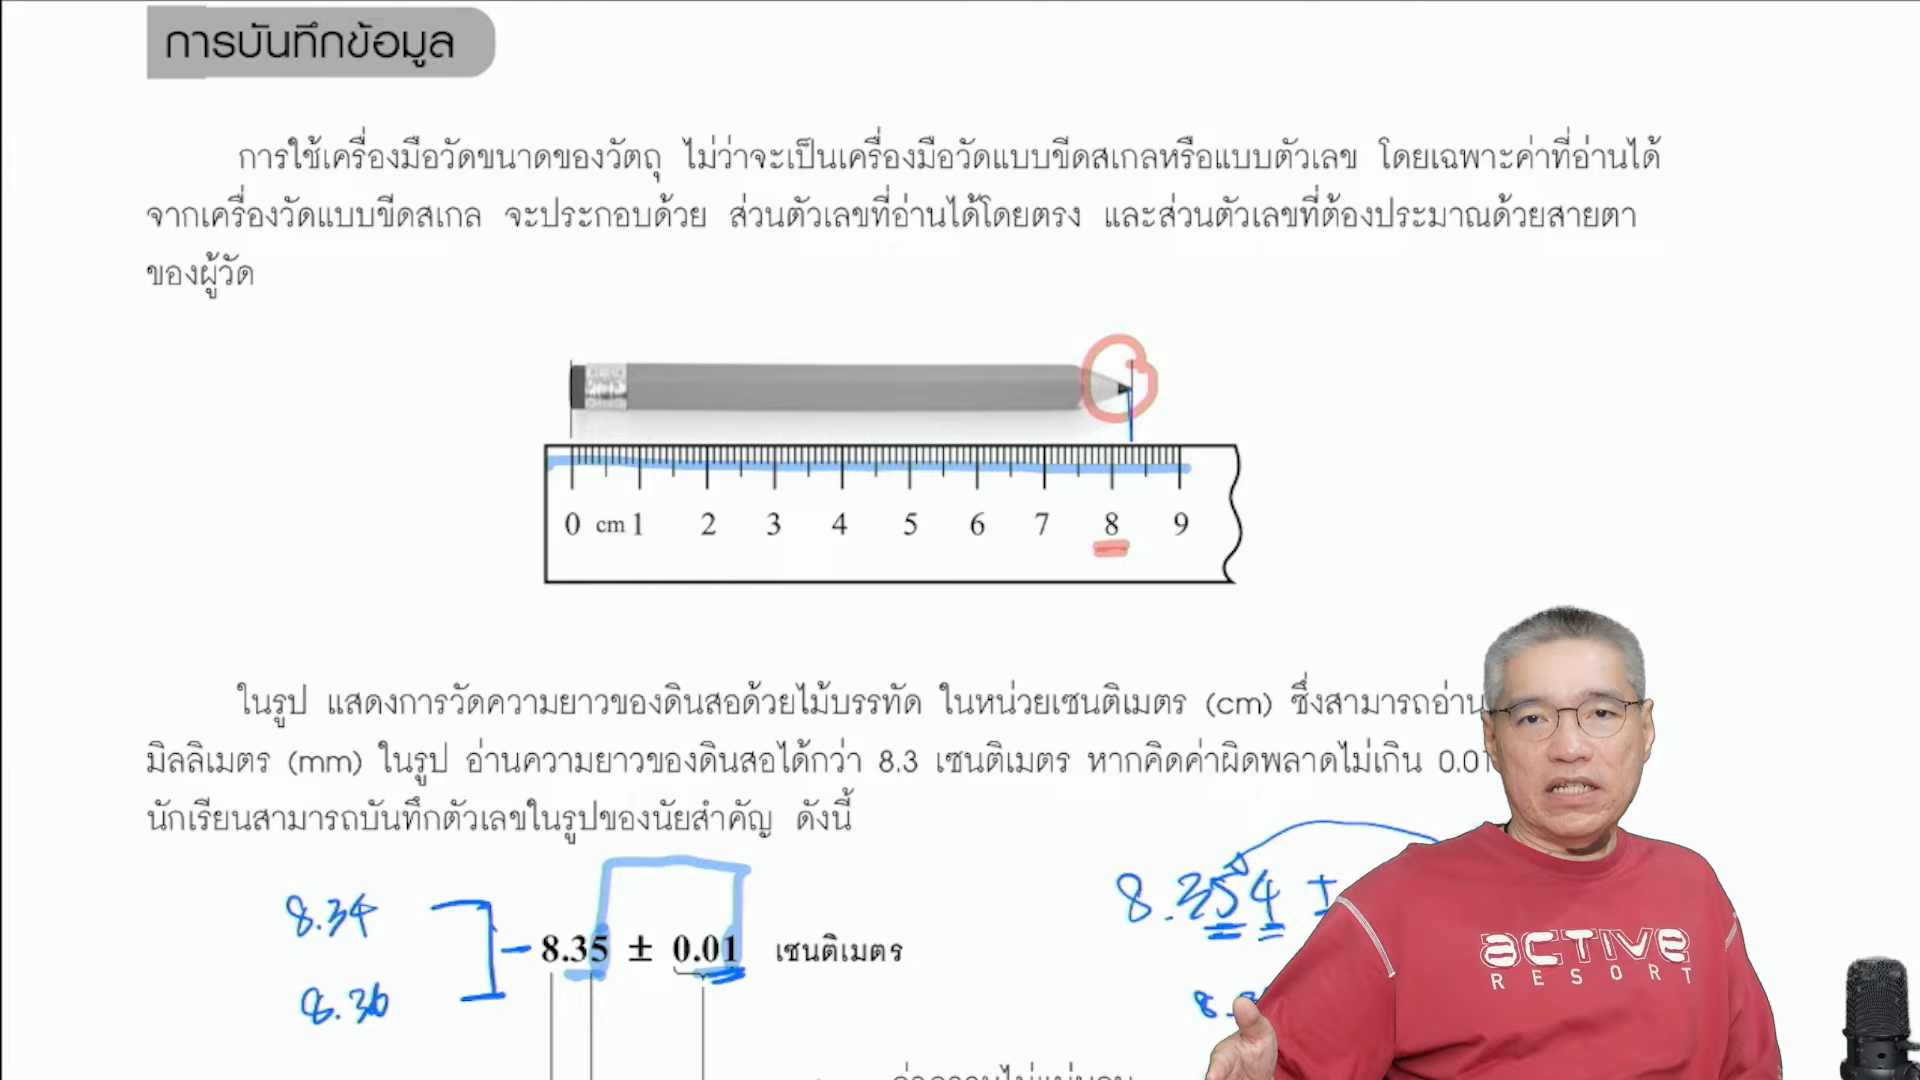 การบันทึกข้อมูล
การใช้เครื่องมือวัดขนาดของวัตถุ ไม่ว่าจะเป็นเครื่องมือวัดแบบขีดสเกลหรือแบบตัวเลข โดยเฉพาะค่าที่อ่านได้
จากเครื่องวัดแบบขีดสเกล จะประกอบด้วย ส่วนตัวเลขที่อ่านได้โดยตรง และส่วนตัวเลขที่ต้องประมาณด้วยสายตา
ของผู้วัด
0 cm 1 2 3 4 5 6 7 8 9
ในรูป แสดงการวัดความยาวของดินสอด้วยไม้บรรทัด ในหน่วยเซนติเมตร (cm) ซึ่งสามารถอ่าน
มิลลิเมตร (mm) ในรูป อ่านความยาวของดินสอได้กว่า 8.3 เซนติเมตร หากคิดค่าผิดพลาดไม่เกิน 0.01
นักเรียนสามารถบันทึกตัวเลขในรูปของนัยสำคัญ ดังนี้
8.34
8.354 ±
8.35 ± 0.01 เซนติเมตร
8.36
ACTIVE
RESORT